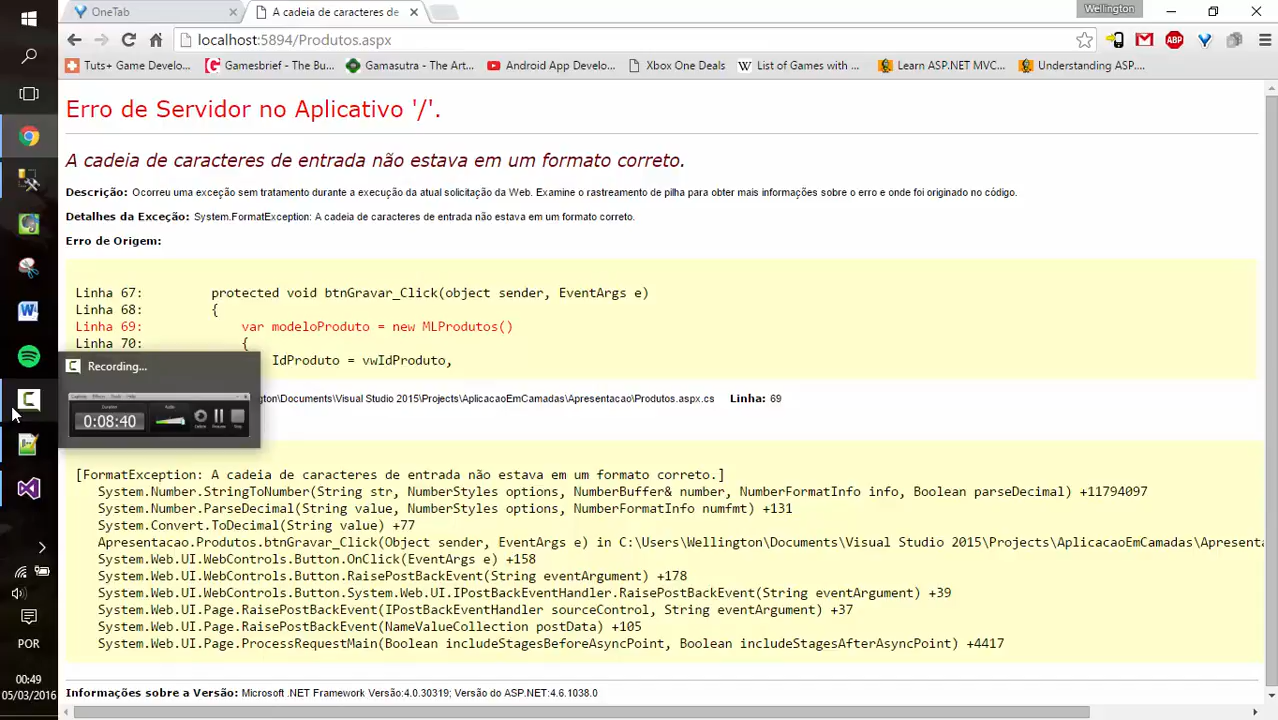 OneTab
A cadeia de caracteres de
Wellington
localhost:5894/Produtos.aspx
Tuts+ Game Develo...
Gamesbrief - The Bu...
Gamasutra - The Art...
Android App Develo...
Xbox One Deals
List of Games with ...
Learn ASP.NET MVC...
Understanding ASP....
Erro de Servidor no Aplicativo '/'.
A cadeia de caracteres de entrada não estava em um formato correto.
Descrição: Ocorreu uma exceção sem tratamento durante a execução da atual solicitação da Web. Examine o rastreamento de pilha para obter mais informações sobre o erro e onde foi originado no código.
Detalhes da Exceção: System.FormatException: A cadeia de caracteres de entrada não estava em um formato correto.
Erro de Origem:
Linha 67: protected void btnGravar_Click(object sender, EventArgs e)
Linha 68: {
Linha 69: var modeloProduto = new MLProdutos()
Linha 70: {
IdProduto = vwIdProduto,
Recording...
ngton\Documents\Visual Studio 2015\Projects\AplicacaoEmCamadas\Apresentacao\Produtos.aspx.cs Linha: 69
0:08:40
[FormatException: A cadeia de caracteres de entrada não estava em um formato correto.]
System.Number.StringToNumber(String str, NumberStyles options, NumberBuffer& number, NumberFormatInfo info, Boolean parseDecimal) +11794097
System.Number.ParseDecimal(String value, NumberStyles options, NumberFormatInfo numfmt) +131
System.Convert.ToDecimal(String value) +77
Apresentacao.Produtos.btnGravar_Click(Object sender, EventArgs e) in C:\Users\Wellington\Documents\Visual Studio 2015\Projects\AplicacaoEmCamadas\Apresenta
System.Web.UI.WebControls.Button.OnClick(EventArgs e) +158
System.Web.UI.WebControls.Button.RaisePostBackEvent(String eventArgument) +178
System.Web.UI.WebControls.Button.System.Web.UI.IPostBackEventHandler.RaisePostBackEvent(String eventArgument) +39
System.Web.UI.Page.RaisePostBackEvent(IPostBackEventHandler sourceControl, String eventArgument) +37
System.Web.UI.Page.RaisePostBackEvent(NameValueCollection postData) +105
System.Web.UI.Page.ProcessRequestMain(Boolean includeStagesBeforeAsyncPoint, Boolean includeStagesAfterAsyncPoint) +4417
Informações sobre a Versão: Microsoft .NET Framework Versão:4.0.30319; Versão do ASP.NET:4.6.1038.0
POR
00:49
05/03/2016